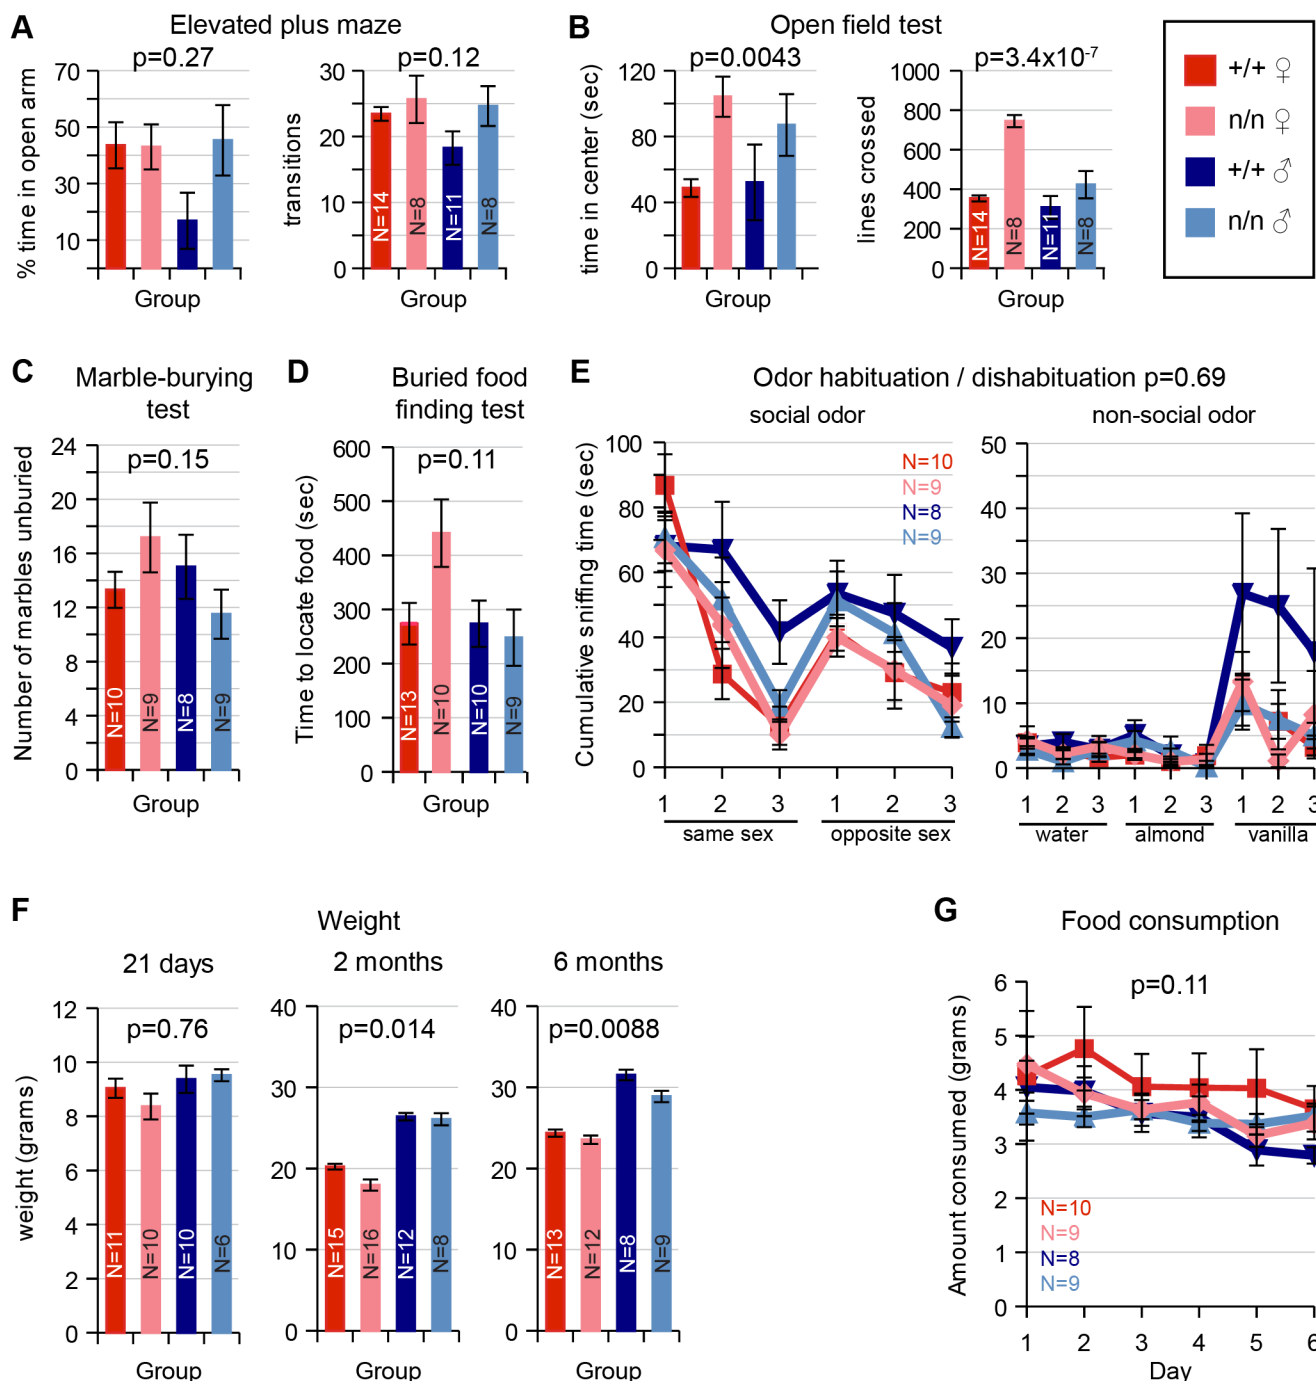 A
Elevated plus maze
p=0.27
% time in open arm
70
50
30
10
Group
p=0.12
transitions
30
20
10
0
N=14
N=8
N=11
N=8
Group
B
Open field test
p=0.0043
time in center (sec)
120
80
40
0
Group
p=3.4x10-7
lines crossed
1000
800
600
400
200
0
N=14
N=8
N=11
N=8
Group
+/+ ♀
n/n ♀
+/+ ♂
n/n ♂
C
Marble-burying
test
p=0.15
Number of marbles unburied
24
20
16
12
8
4
0
N=10
N=9
N=8
N=9
Group
D
Buried food
finding test
p=0.11
Time to locate food (sec)
600
500
400
300
200
100
0
N=13
N=10
N=10
N=9
Group
E
Odor habituation / dishabituation p=0.69
social odor
Cumulative sniffing time (sec)
100
80
60
40
20
0
N=10
N=9
N=8
N=9
1 2 3 1 2 3
same sex opposite sex
non-social odor
50
40
30
20
10
0
1 2 3 1 2 3 1 2 3
water almond vanilla
F
Weight
21 days
p=0.76
weight (grams)
12
10
8
6
4
2
0
N=11
N=10
N=10
N=6
Group
2 months
p=0.014
40
30
20
10
0
N=15
N=16
N=12
N=8
Group
6 months
p=0.0088
40
30
20
10
0
N=13
N=12
N=8
N=9
Group
G
Food consumption
p=0.11
Amount consumed (grams)
6
5
4
3
2
1
0
N=10
N=9
N=8
N=9
1 2 3 4 5 6
Day